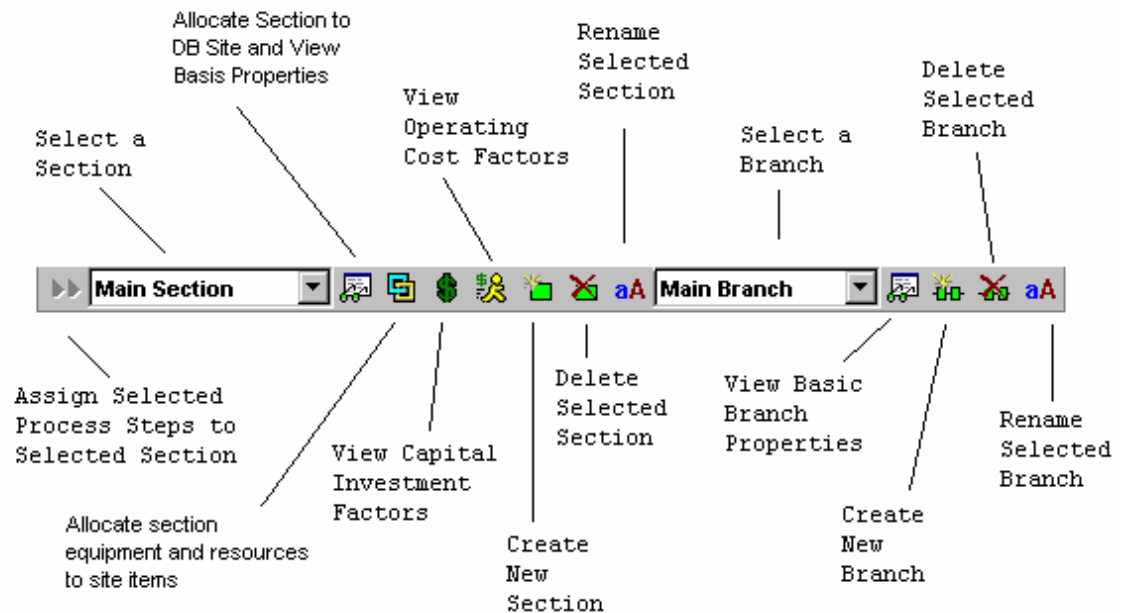 Allocate Section to
DB Site and View
Basis Properties
Rename
Selected
Section
Delete
Selected
Branch
View
Operating
Cost Factors
Select a
Section
Select a
Branch
Main Section
aA
Main Branch
aA
Assign Selected
Process Steps to
Selected Section
Delete
Selected
Section
View Basic
Branch
Properties
Rename
Selected
Branch
View Capital
Investment
Factors
Allocate section
equipment and resources
to site items
Create
New
Section
Create
New
Branch